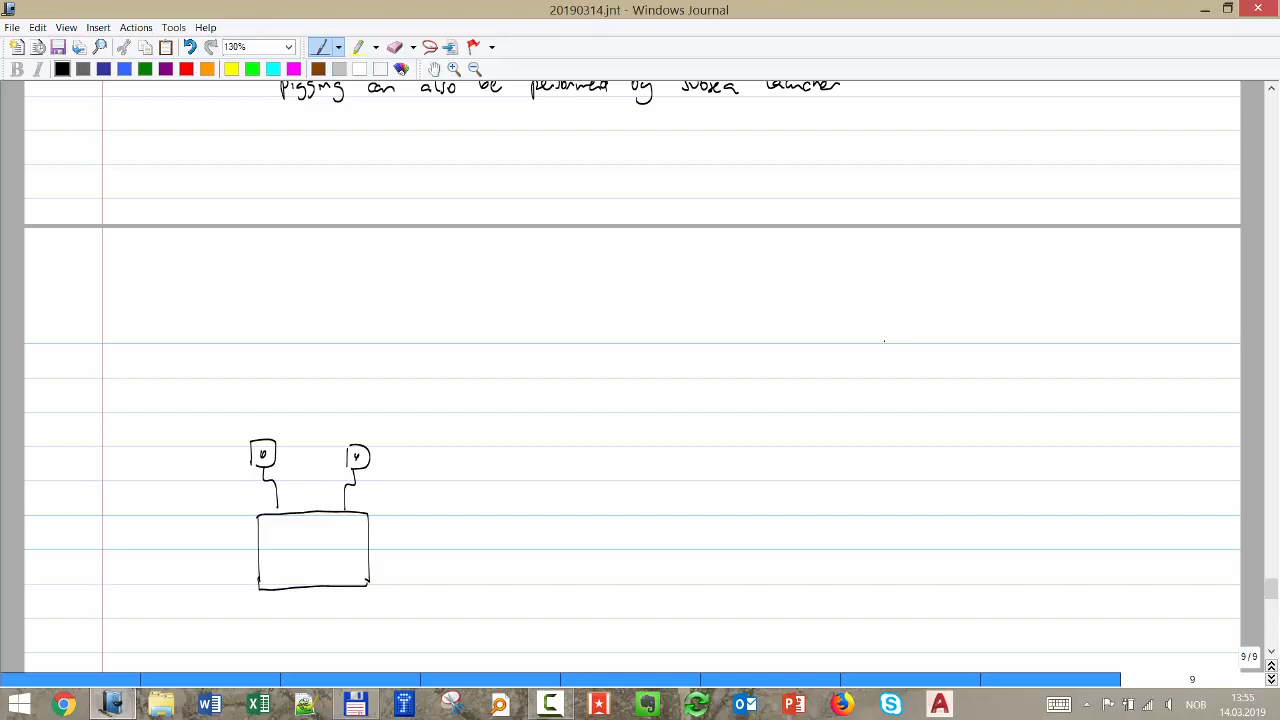 20190314.jnt - Windows Journal
File Edit View Insert Actions Tools Help
130%
B I
pigging can also be performed by subsea launcher
9 / 9
9
NOB
13:55
14.03.2019